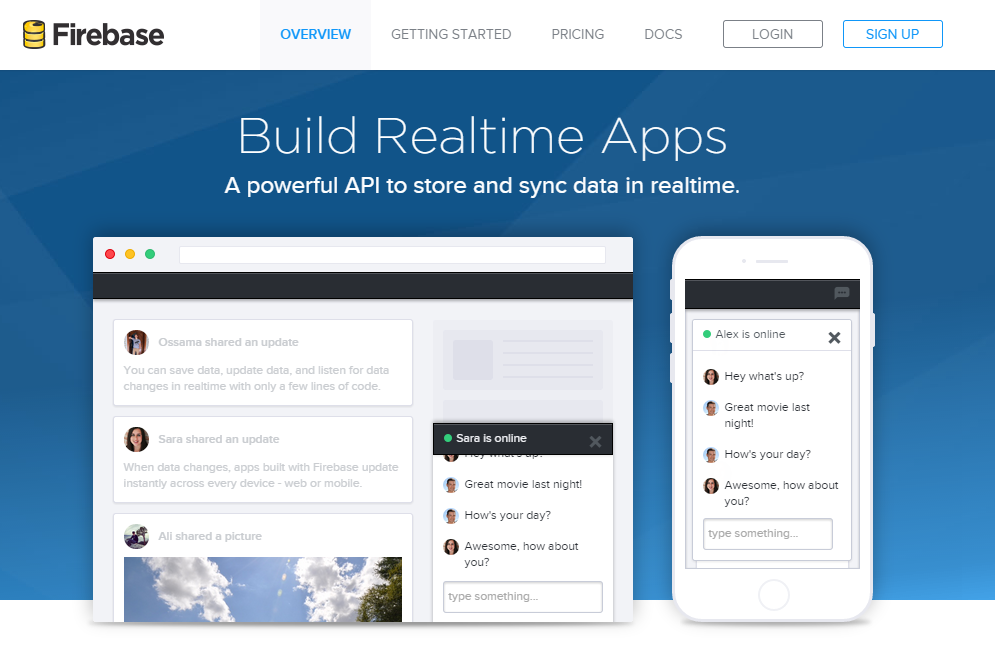 Firebase
OVERVIEW
GETTING STARTED
PRICING
DOCS
LOGIN
SIGN UP
Build Realtime Apps
A powerful API to store and sync data in realtime.
Ossama shared an update
You can save data, update data, and listen for data
changes in realtime with only a few lines of code.
Sara shared an update
When data changes, apps built with Firebase update
instantly across every device - web or mobile.
All shared a picture
Sara is online
Hey what's up?
Great movie last night!
How's your day?
Awesome, how about
you?
type something...
Alex is online
Hey what's up?
Great movie last
night!
How's your day?
Awesome, how about
you?
type something...